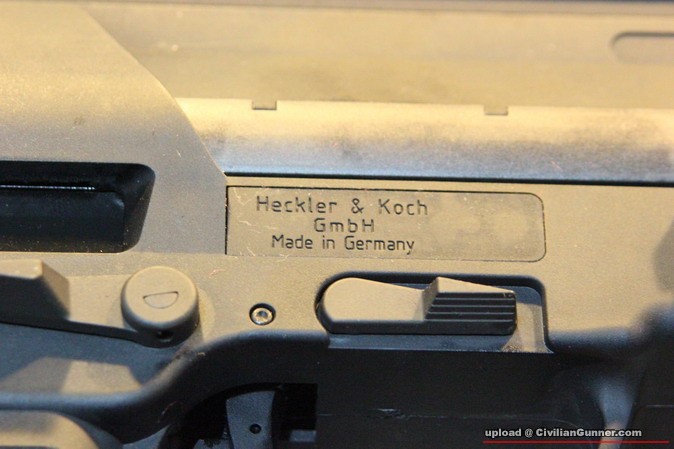 Heckler & Koch
GmbH
Made in Germany
upload @ CivilianGunner.com